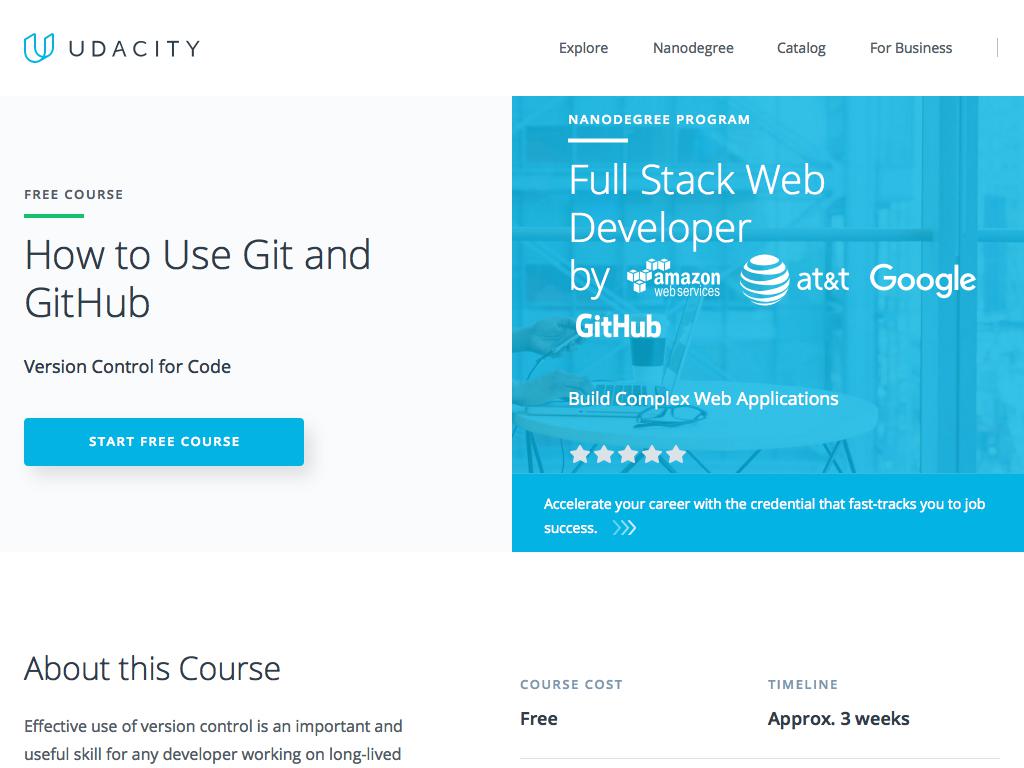 UDACITY
Explore
Nanodegree
Catalog
For Business
FREE COURSE
How to Use Git and
GitHub
Version Control for Code
START FREE COURSE
NANODEGREE PROGRAM
Full Stack Web
Developer
by amazon webservices at&t Google
GitHub
Build Complex Web Applications
Accelerate your career with the credential that fast-tracks you to job
success.
About this Course
Effective use of version control is an important and
useful skill for any developer working on long-lived
COURSE COST
Free
TIMELINE
Approx. 3 weeks